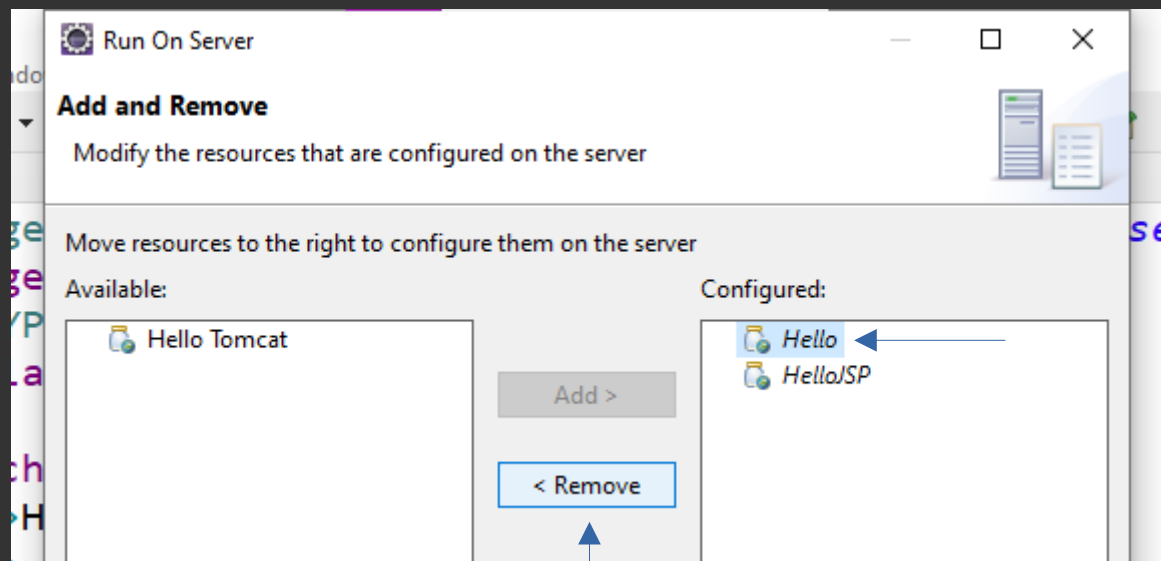 Run On Server
Add and Remove
Modify the resources that are configured on the server
Move resources to the right to configure them on the server
Available:
Configured:
Hello Tomcat
Hello
HelloJSP
Add >
< Remove